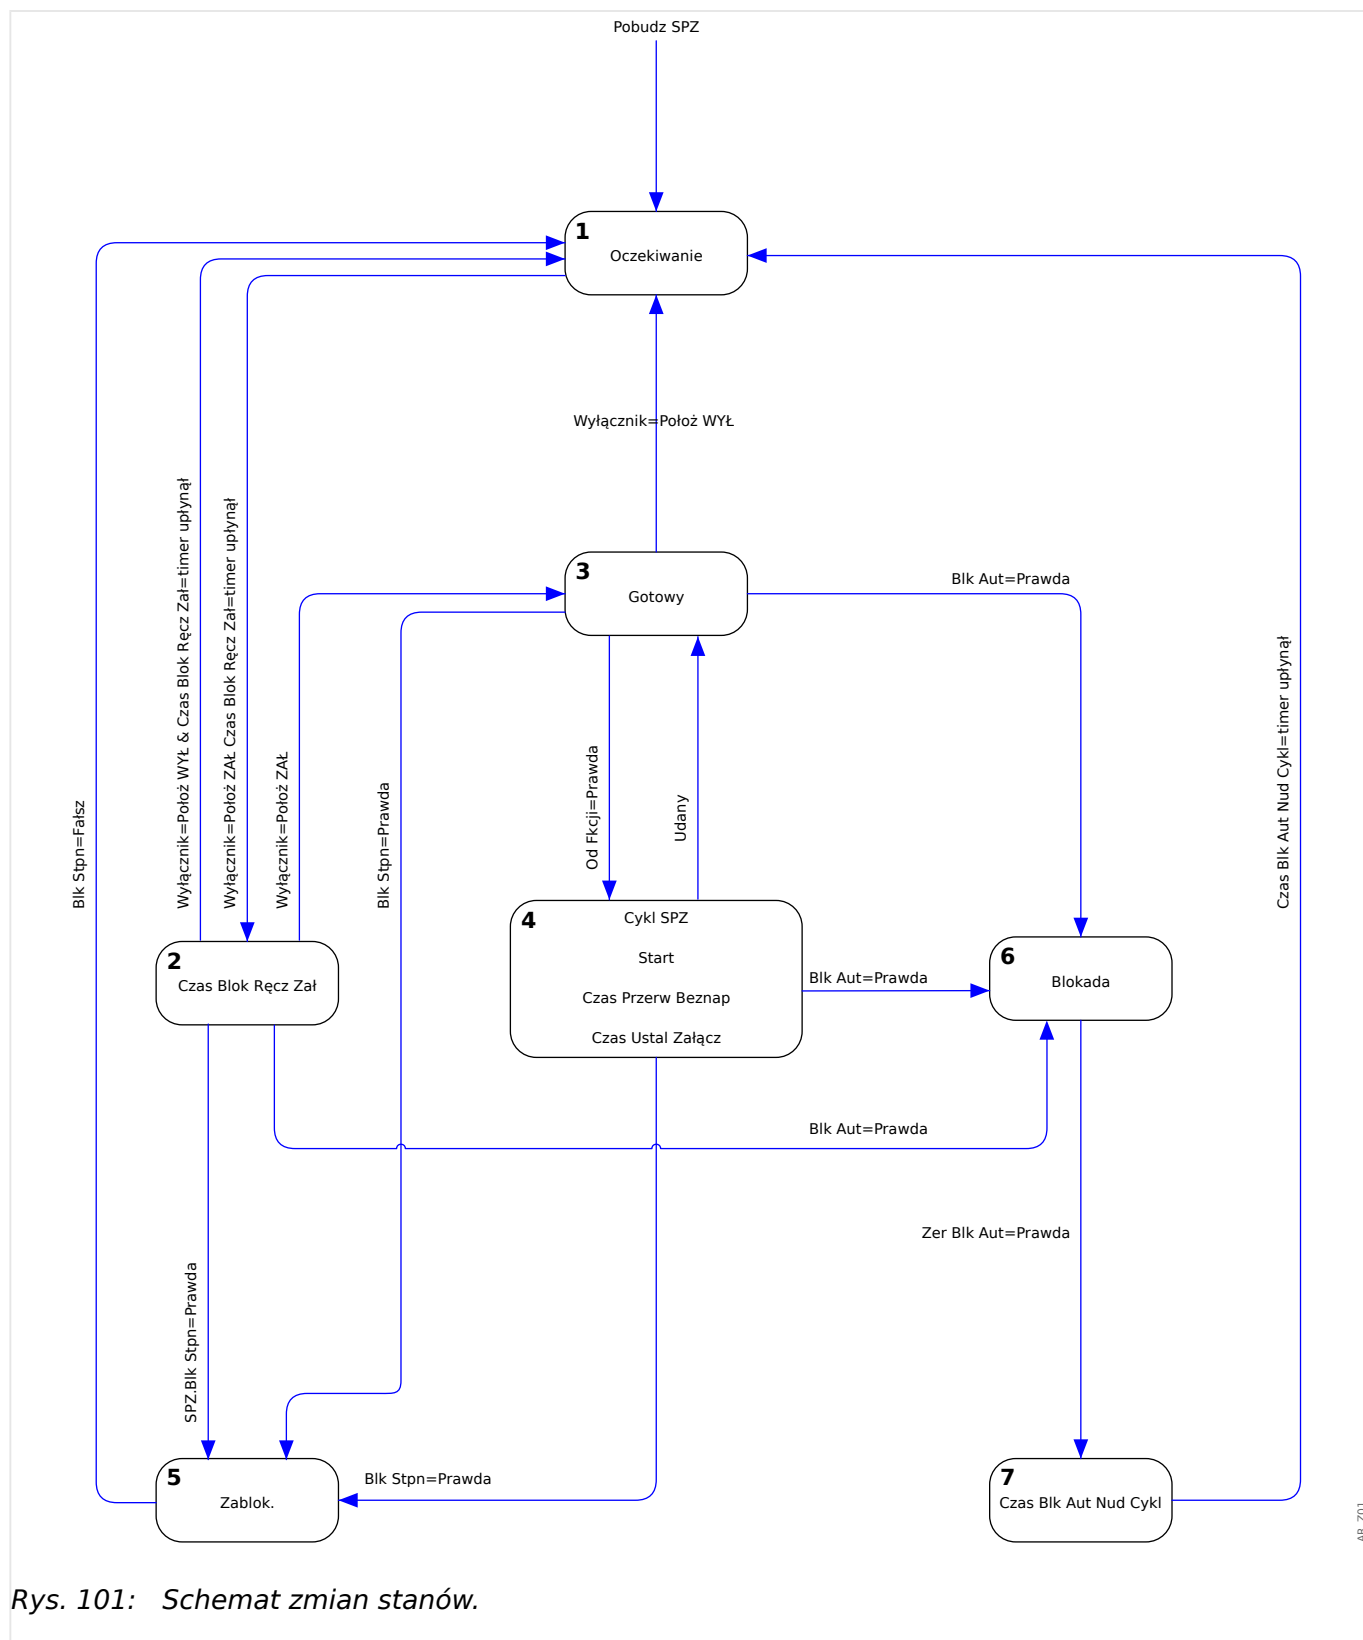 Pobudz SPZ
1
Oczekiwanie
Wyłącznik=Położ WYŁ
Wyłącznik=Położ WYŁ & Czas Blok Ręcz Zał=timer upłynął
Wyłącznik=Położ ZAŁ Czas Blok Ręcz Zał=timer upłynął
3
Gotowy
Blk Aut=Prawda
Czas Blk Aut Nud Cykl=timer upłynął
Blk Stpn=Fałsz
Wyłącznik=Położ ZAŁ
Blk Stpn=Prawda
Od Fkcji=Prawda
Udany
2
Czas Blok Ręcz Zał
4
Cykl SPZ
Start
Czas Przerw Beznap
Czas Ustal Załącz
Blk Aut=Prawda
6
Blokada
Blk Aut=Prawda
Zer Blk Aut=Prawda
SPZ.Blk Stpn=Prawda
5
Zablok.
Blk Stpn=Prawda
7
Czas Blk Aut Nud Cykl
AR_Z01
Rys. 101: Schemat zmian stanów.